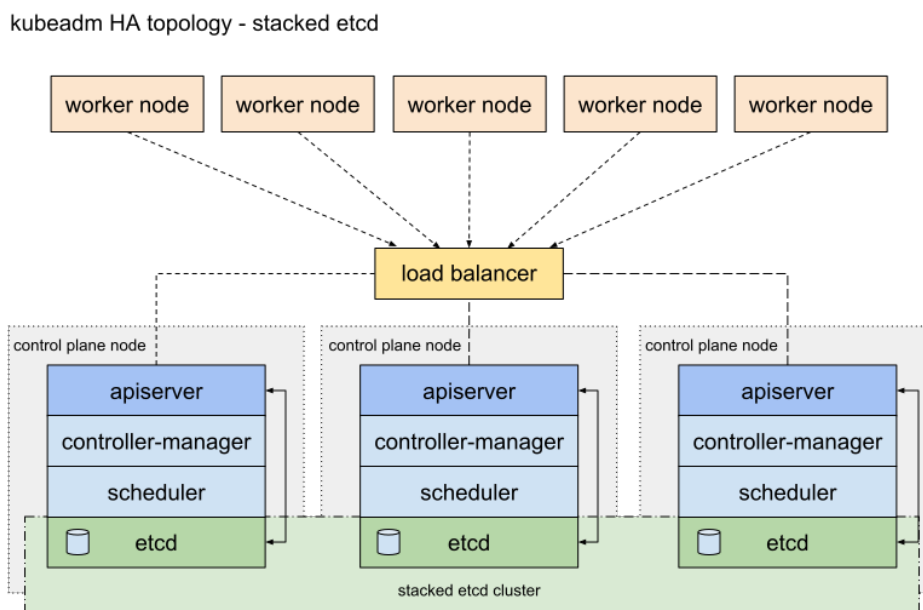 kubeadm HA topology - stacked etcd
worker node
worker node
worker node
worker node
worker node
load balancer
control plane node
apiserver
controller-manager
scheduler
etcd
control plane node
apiserver
controller-manager
scheduler
etcd
control plane node
apiserver
controller-manager
scheduler
etcd
stacked etcd cluster